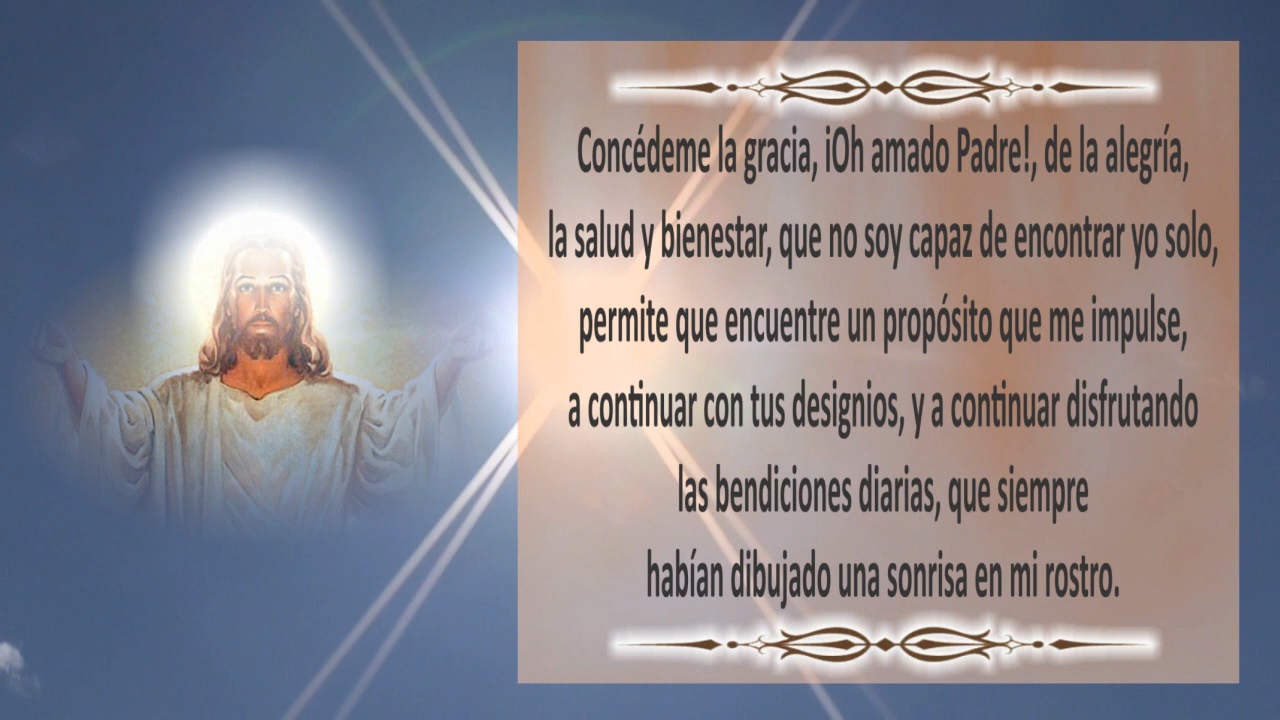 Concédeme la gracia, ¡Oh amado Padre!, de la alegría,
la salud y bienestar, que no soy capaz de encontrar yo solo,
permite que encuentre un propósito que me impulse,
a continuar con tus designios, y a continuar disfrutando
las bendiciones diarias, que siempre
habían dibujado una sonrisa en mi rostro.